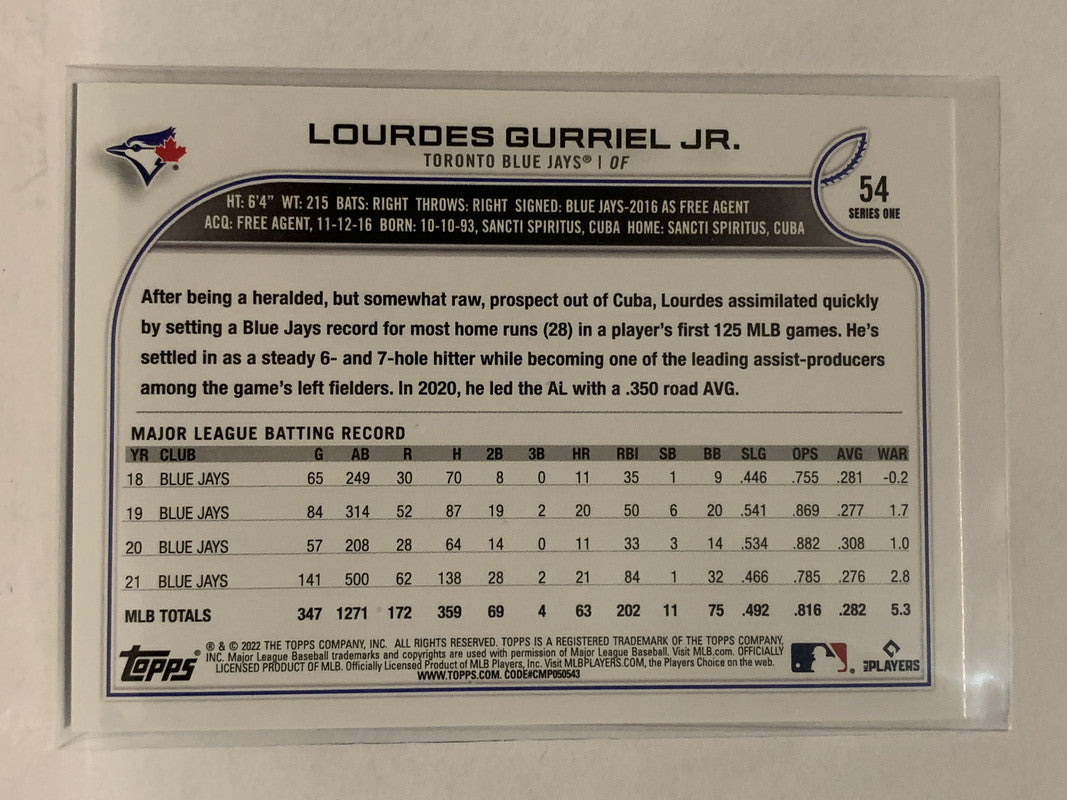 LOURDES GURRIEL JR.
TORONTO BLUE JAYS® | OF
54
SERIES ONE
HT: 6'4" WT: 215 BATS: RIGHT THROWS: RIGHT SIGNED: BLUE JAYS-2016 AS FREE AGENT
ACQ: FREE AGENT, 11-12-16 BORN: 10-10-93, SANCTI SPIRITUS, CUBA HOME: SANCTI SPIRITUS, CUBA
After being a heralded, but somewhat raw, prospect out of Cuba, Lourdes assimilated quickly
by setting a Blue Jays record for most home runs (28) in a player's first 125 MLB games. He's
settled in as a steady 6- and 7-hole hitter while becoming one of the leading assist-producers
among the game's left fielders. In 2020, he led the AL with a .350 road AVG.
MAJOR LEAGUE BATTING RECORD
YR CLUB G AB R H 2B 3B HR RBI SB BB SLG OPS AVG WAR
18 BLUE JAYS 65 249 30 70 8 0 11 35 1 9 .446 .755 .281 -0.2
19 BLUE JAYS 84 314 52 87 19 2 20 50 6 20 .541 .869 .277 1.7
20 BLUE JAYS 57 208 28 64 14 0 11 33 3 14 .534 .882 .308 1.0
21 BLUE JAYS 141 500 62 138 28 2 21 84 1 32 .466 .785 .276 2.8
MLB TOTALS 347 1271 172 359 69 4 63 202 11 75 .492 .816 .282 5.3
topps®
® & © 2022 THE TOPPS COMPANY, INC. ALL RIGHTS RESERVED. TOPPS IS A REGISTERED TRADEMARK OF THE TOPPS COMPANY,
INC. Major League Baseball trademarks and copyrights are used with permission of Major League Baseball. Visit MLB.com. OFFICIALLY
LICENSED PRODUCT OF MLB. Officially Licensed Product of MLB Players, Inc. Visit MLBPLAYERS.COM, the Players Choice on the web.
WWW.TOPPS.COM. CODE#CMP050543
MLB PLAYERS